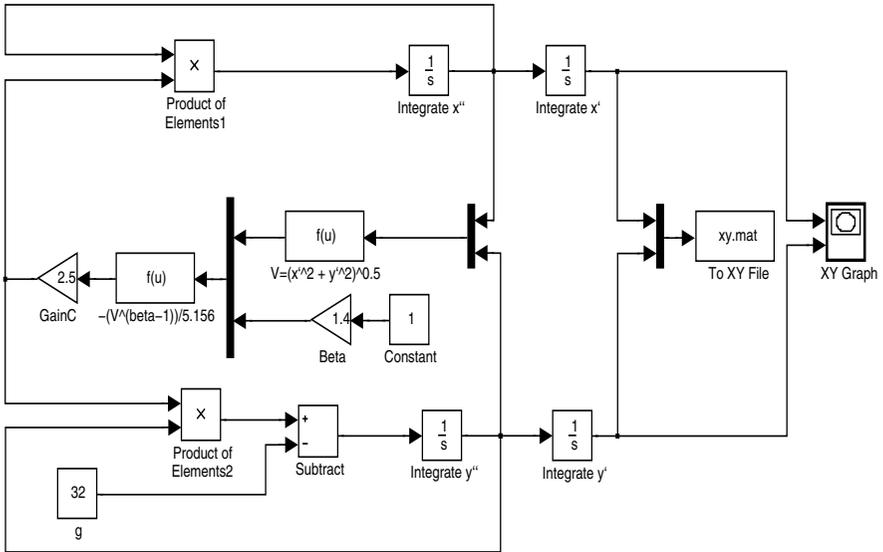 ×
Product of
Elements1
1
s
Integrate x“
1
s
Integrate x‘
f(u)
V=(x‘^2 + y‘^2)^0.5
xy.mat
To XY File
XY Graph
2.5
GainC
f(u)
−(V^(beta−1))/5.156
1.4
Beta
1
Constant
×
Product of
Elements2
+
−
Subtract
1
s
Integrate y“
1
s
Integrate y‘
32
g